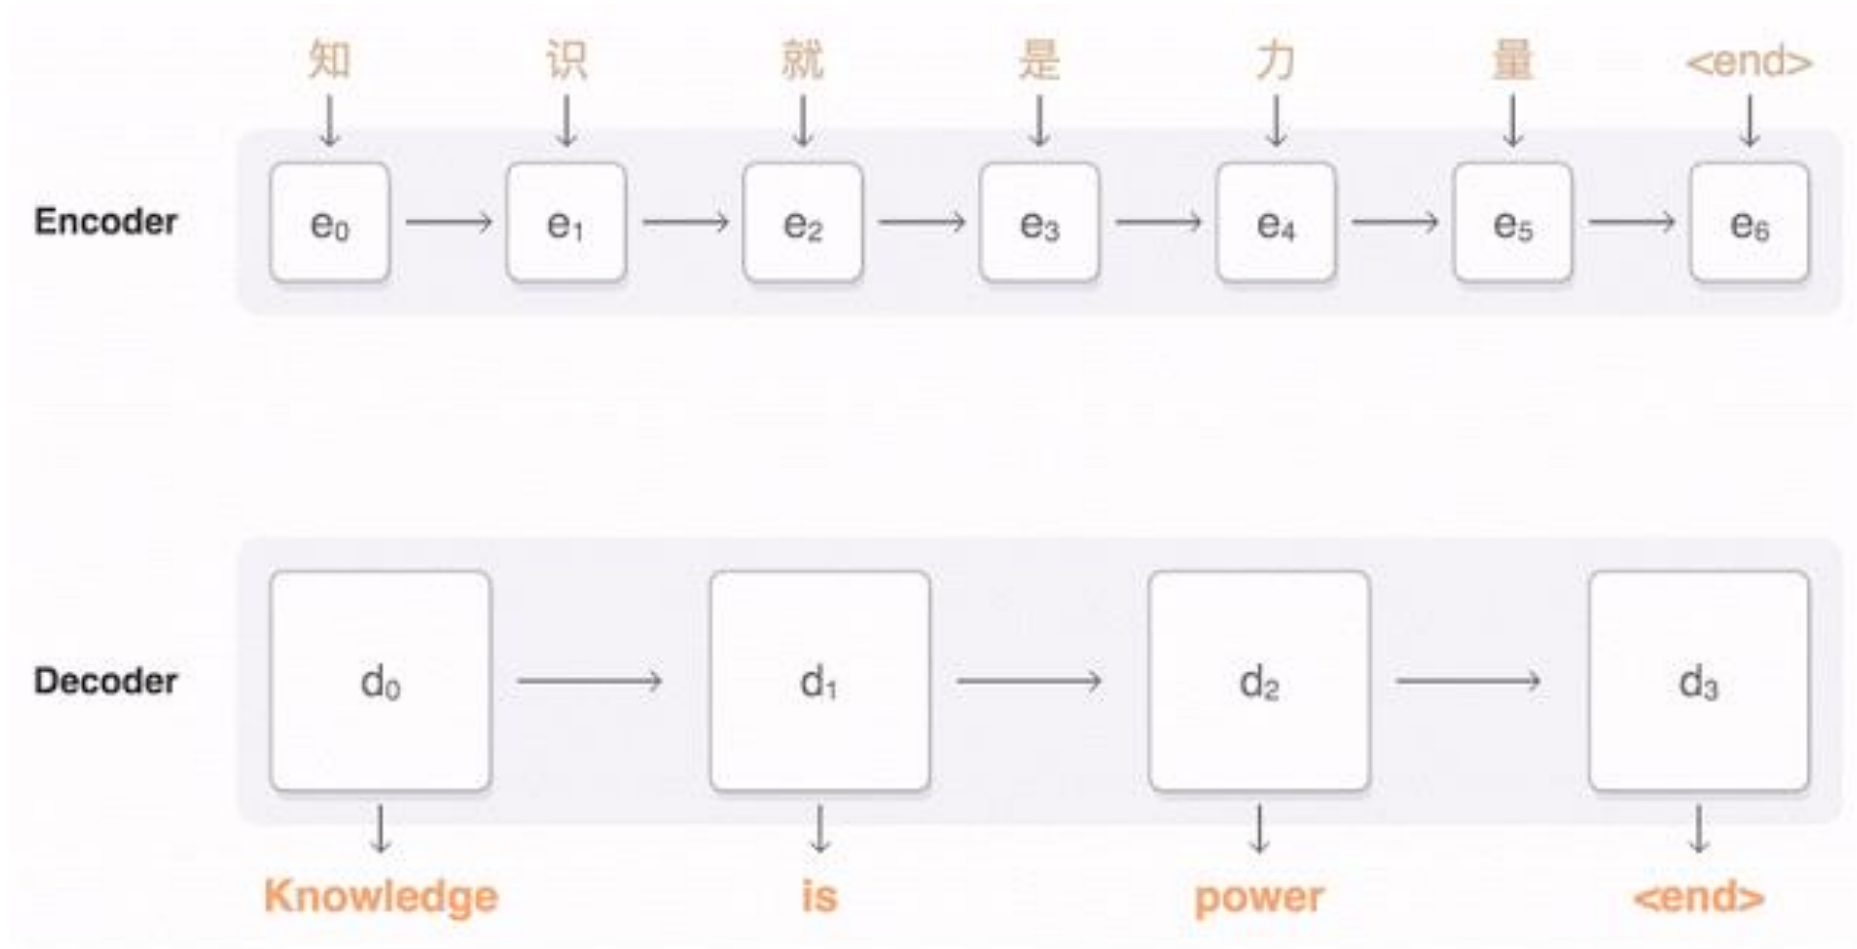 知 识 就 是 力 量 <end>
Encoder e₀ e₁ e₂ e₃ e₄ e₅ e₆
Decoder d₀ d₁ d₂ d₃
Knowledge is power <end>